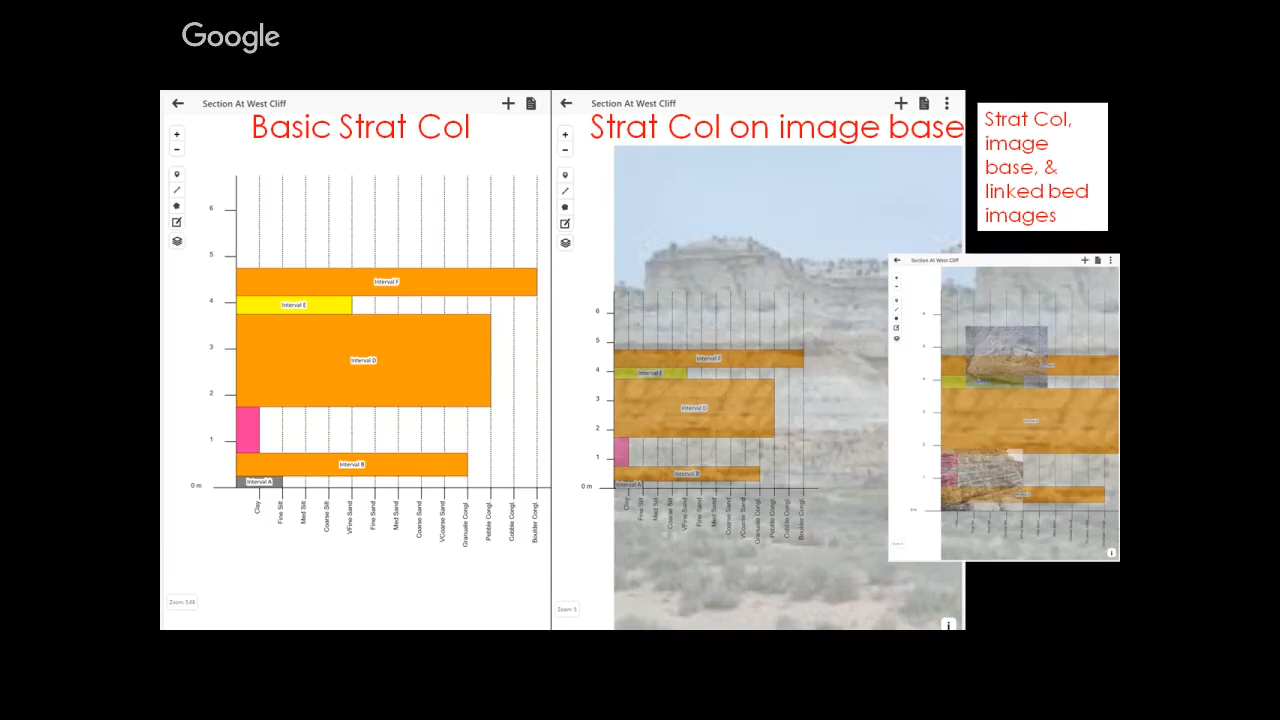 Google
Section At West Cliff
Basic Strat Col
6
5
4
3
2
1
0 m
Interval F
Interval E
Interval D
Interval B
Interval A
Clay
Fine Silt
Med Silt
Coarse Silt
VFine Sand
Fine Sand
Med Sand
Coarse Sand
VCoarse Sand
Granuale Congl
Pebble Congl
Cobble Congl
Boulder Congl
Zoom: 5.68
Section At West Cliff
Strat Col on image base
6
5
4
3
2
1
0 m
Interval F
Interval E
Interval D
Interval B
Interval A
Clay
Fine Silt
Med Silt
Coarse Silt
VFine Sand
Fine Sand
Med Sand
Coarse Sand
VCoarse Sand
Granuale Congl
Pebble Congl
Cobble Congl
Boulder Congl
Zoom: 5
i
Strat Col,
image
base, &
linked bed
images
Section At West Cliff